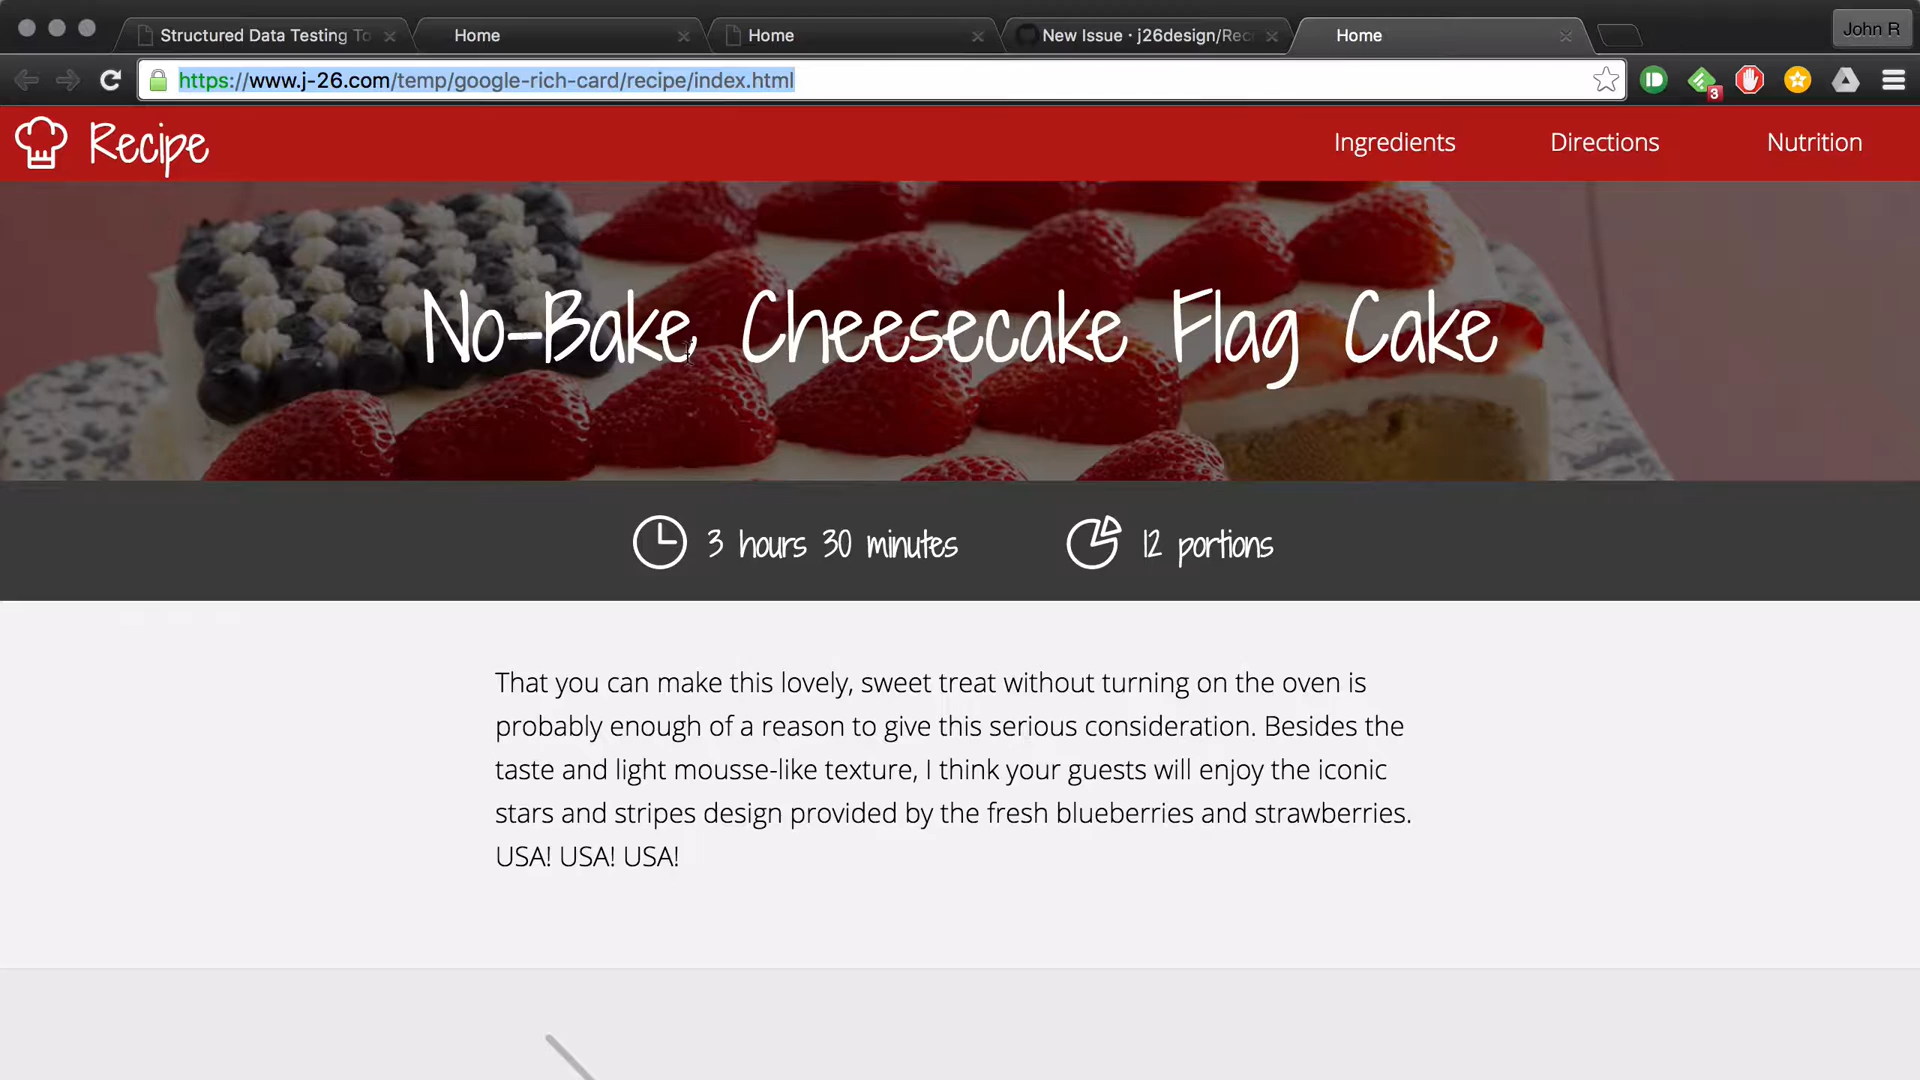 Structured Data Testing To
Home
Home
New Issue · j26design/Rec
Home
John R
https://www.j-26.com/temp/google-rich-card/recipe/index.html
3
Recipe
Ingredients
Directions
Nutrition
No-Bake Cheesecake Flag Cake
3 hours 30 minutes
12 portions
That you can make this lovely, sweet treat without turning on the oven is
probably enough of a reason to give this serious consideration. Besides the
taste and light mousse-like texture, I think your guests will enjoy the iconic
stars and stripes design provided by the fresh blueberries and strawberries.
USA! USA! USA!